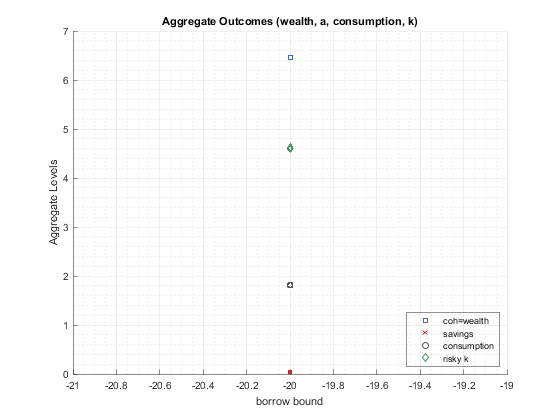 Aggregate Outcomes (wealth, a, consumption, k)
7
6
5
4
3
2
1
0
Aggregate Levels
-21
-20.8
-20.6
-20.4
-20.2
-20
-19.8
-19.6
-19.4
-19.2
-19
borrow bound
coh=wealth
savings
consumption
risky k